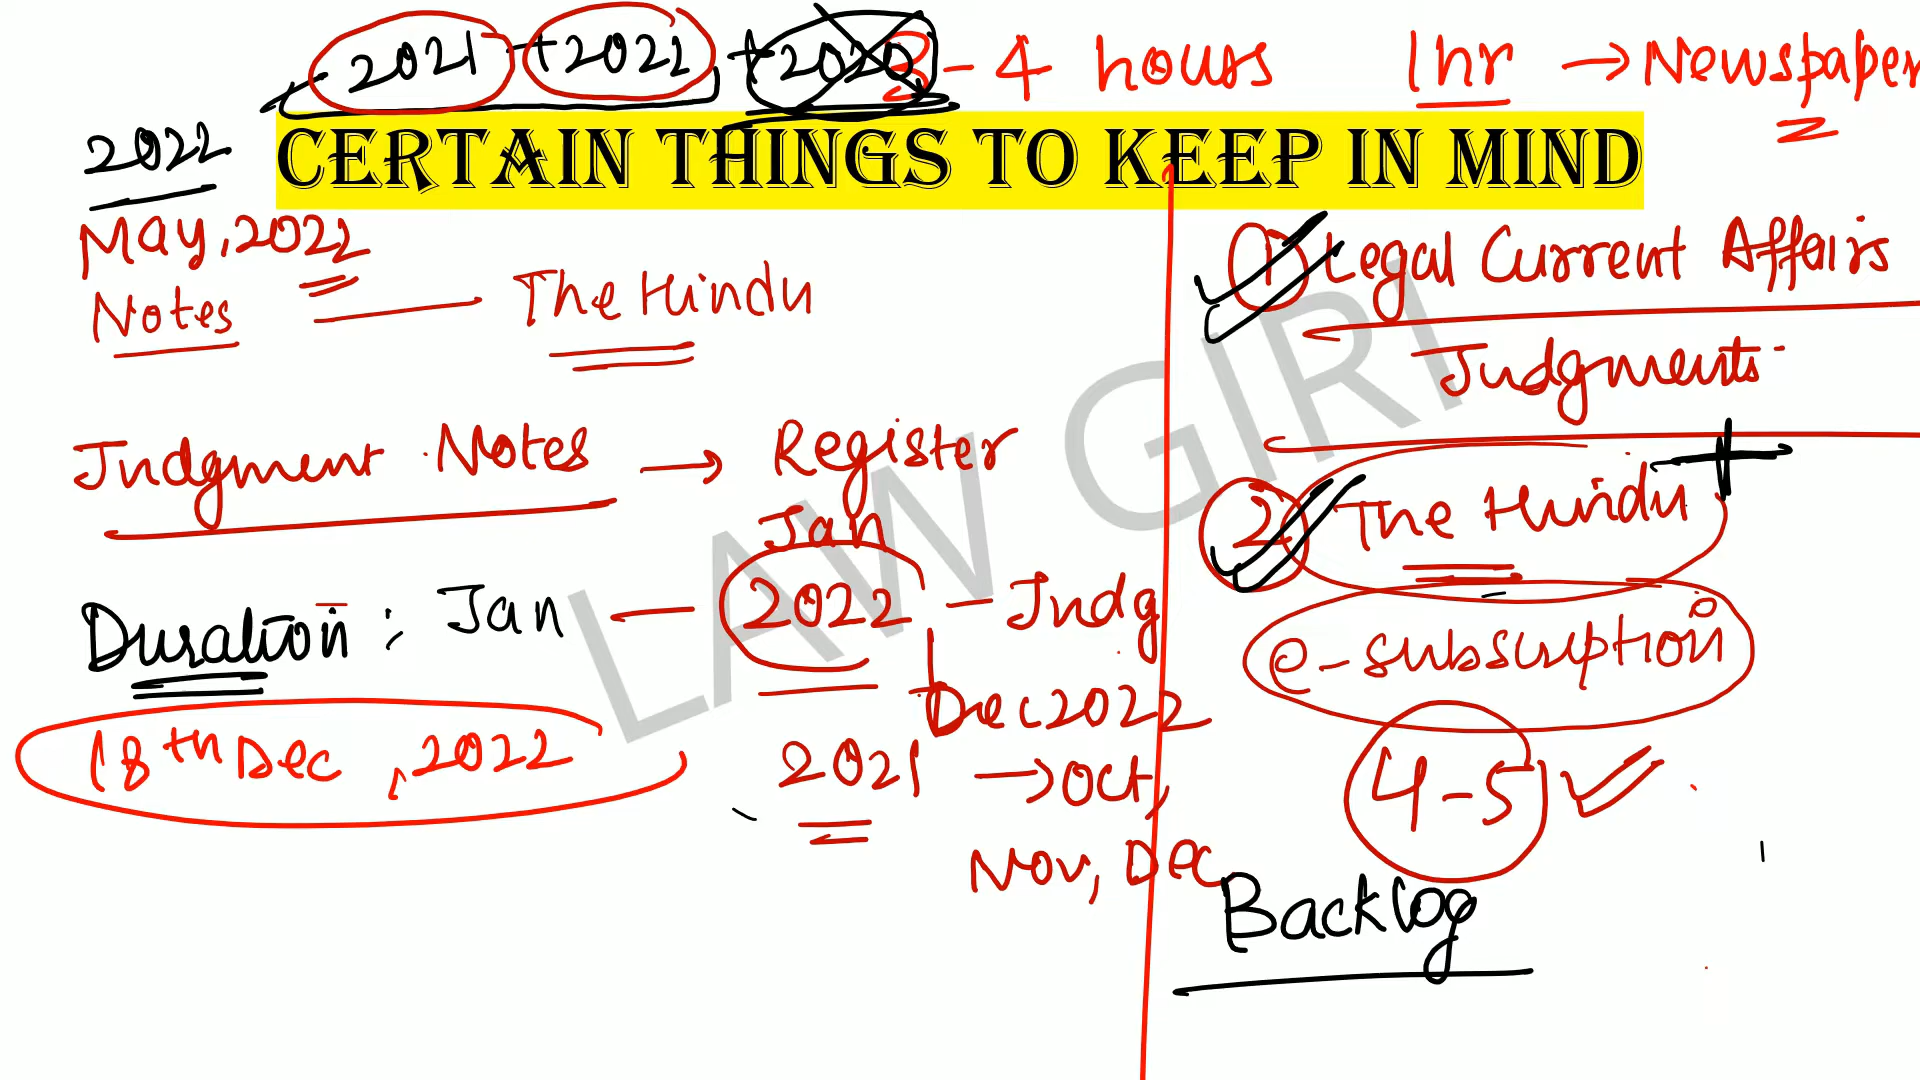 2021 + 2022 + 2020 3 - 4 hours 1hr → Newspaper
CERTAIN THINGS TO KEEP IN MIND
2022
May, 2022
Notes — The Hindu
Judgment Notes → Register
Jan
Duration : Jan — 2022 — Judg
Dec 2022
18th Dec, 2022
2021 → Oct,
Nov, Dec
1 Legal Current Affairs
Judgments
2 The Hindu +
e-subscription
4-5
Backlog
LAW GIRI